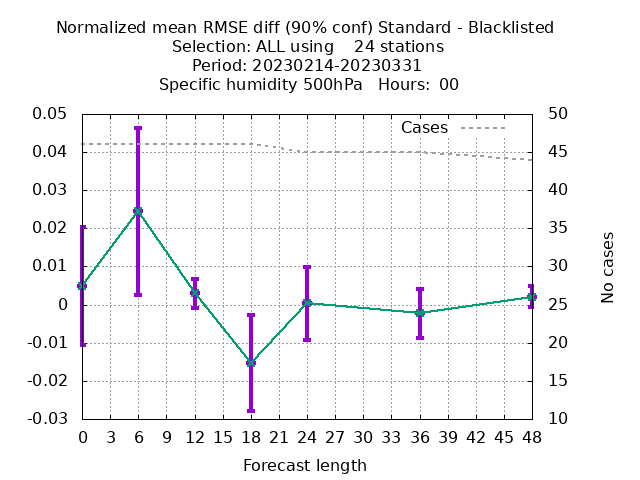 Normalized mean RMSE diff (90% conf) Standard - Blacklisted
Selection: ALL using    24 stations
Period: 20230214-20230331
Specific humidity 500hPa   Hours:  00
Cases
0.05
0.04
0.03
0.02
0.01
0
-0.01
-0.02
-0.03
50
45
40
35
30
25
20
15
10
No cases
0 3 6 9 12 15 18 21 24 27 30 33 36 39 42 45 48
Forecast length